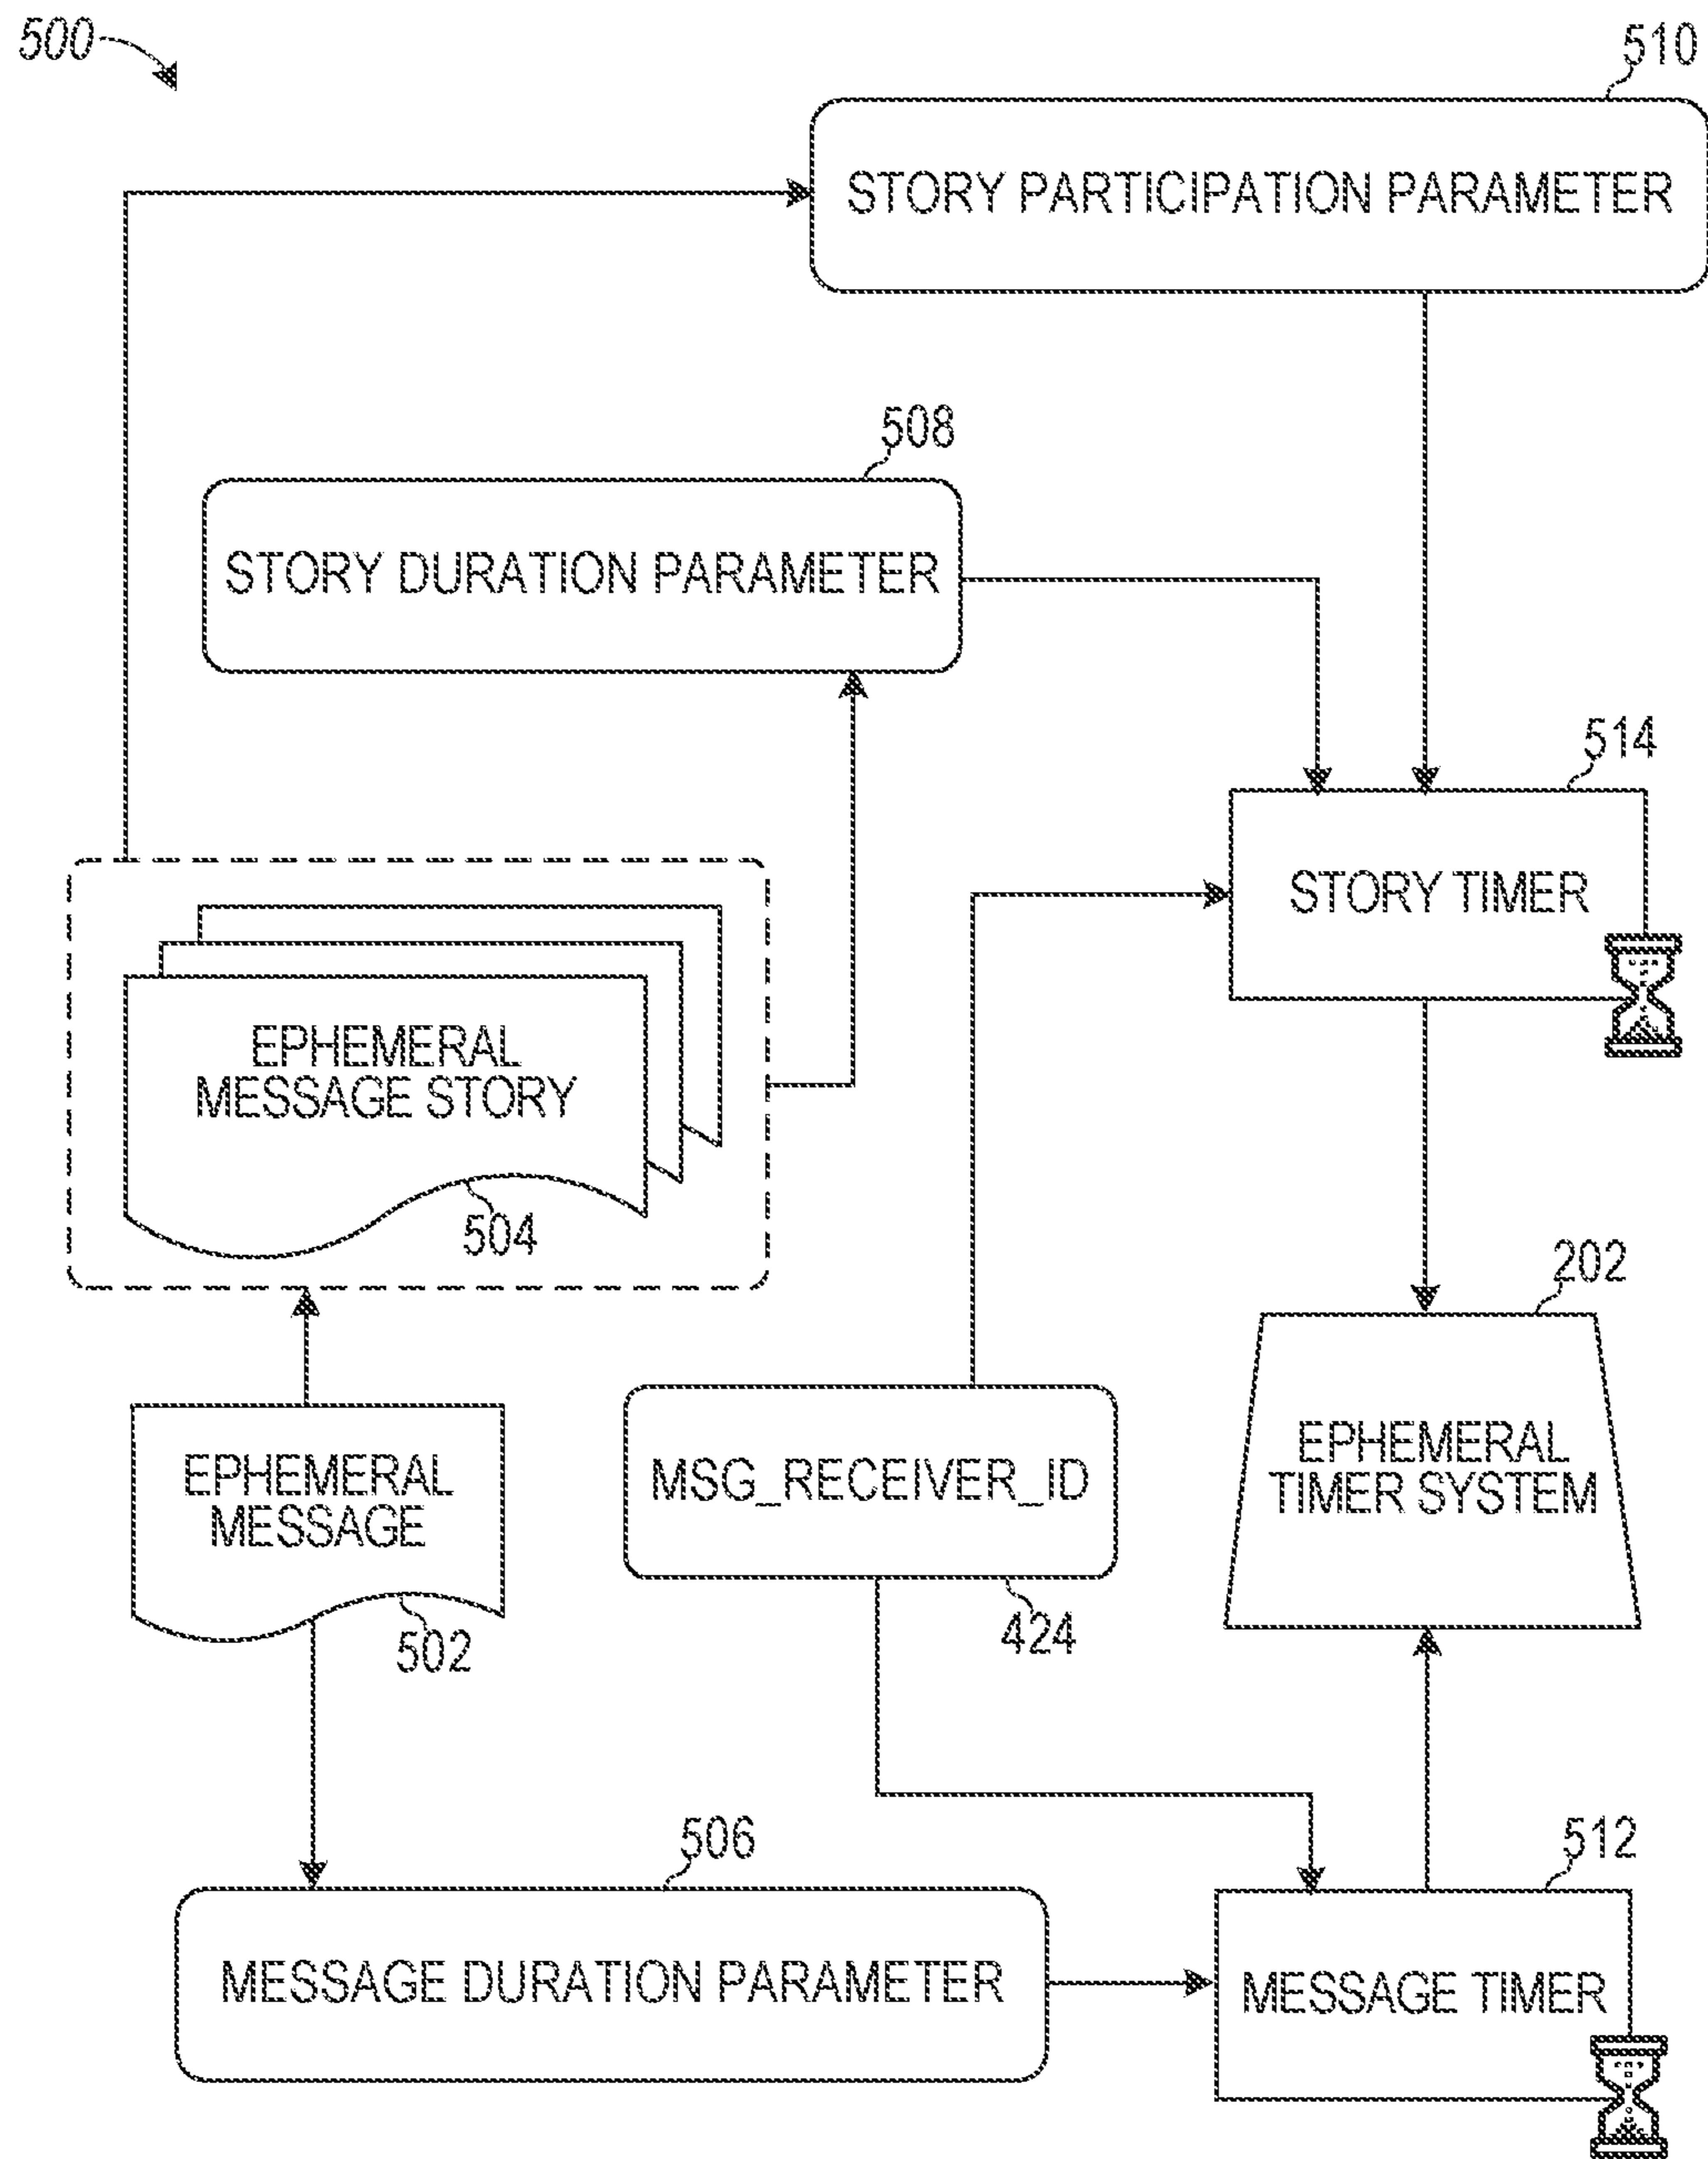 500
510
STORY PARTICIPATION PARAMETER
508
STORY DURATION PARAMETER
514
STORY TIMER
EPHEMERAL
MESSAGE STORY
504
202
EPHEMERAL
TIMER SYSTEM
EPHEMERAL
MESSAGE
502
MSG_RECEIVER_ID
424
506
MESSAGE DURATION PARAMETER
512
MESSAGE TIMER